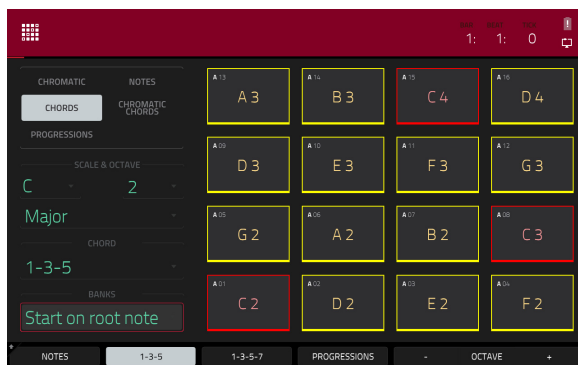 BAR BEAT TICK
1: 1: 0
!
CHROMATIC NOTES
CHORDS CHROMATIC CHORDS
PROGRESSIONS
SCALE & OCTAVE
C 2
Major
CHORD
1-3-5
BANKS
Start on root note
A 13 A 14 A 15 A 16
A 3 B 3 C 4 D 4
A 09 A 10 A 11 A 12
D 3 E 3 F 3 G 3
A 05 A 06 A 07 A 08
G 2 A 2 B 2 C 3
A 01 A 02 A 03 A 04
C 2 D 2 E 2 F 2
NOTES 1-3-5 1-3-5-7 PROGRESSIONS - OCTAVE +